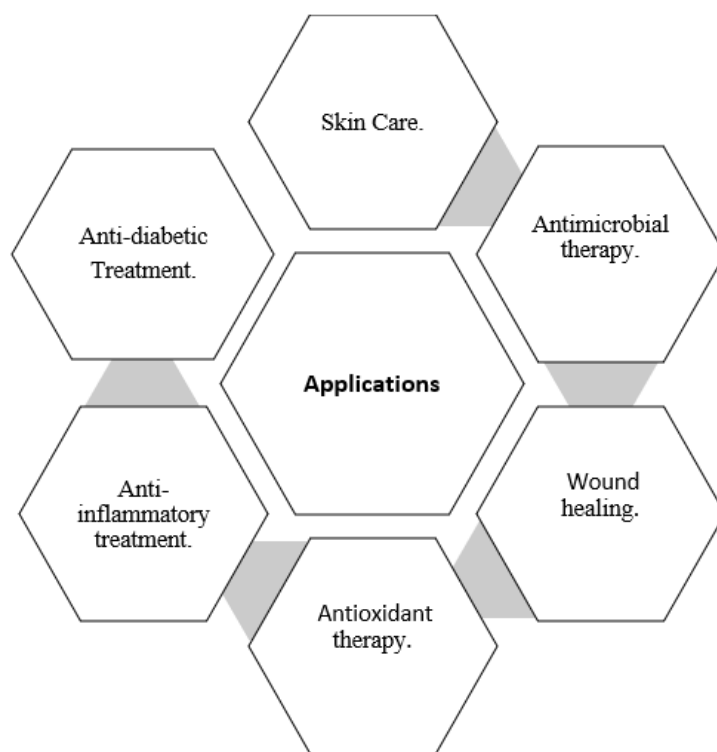 Skin Care.
Antimicrobial
therapy.
Wound
healing.
Antioxidant
therapy.
Anti-
inflammatory
treatment.
Anti-diabetic
Treatment.
Applications